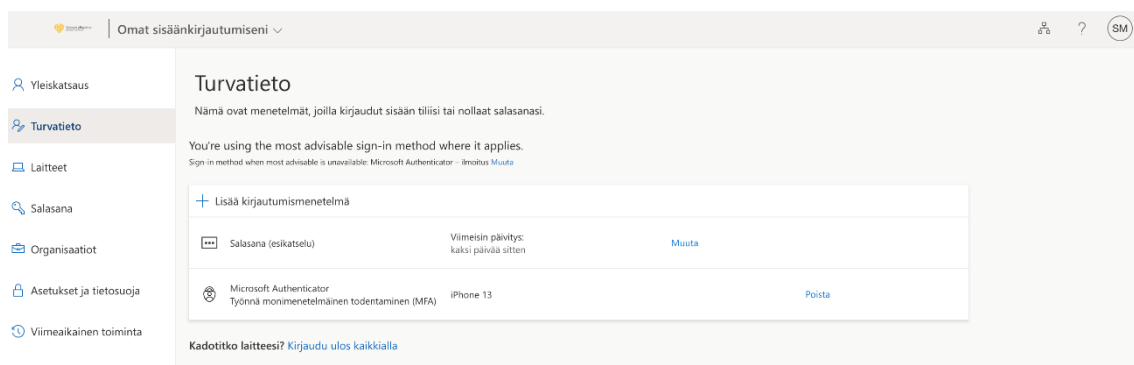 Omat sisäänkirjautumiseni
?
SM
Yleiskatsaus
Turvatieto
Laitteet
Salasana
Organisaatiot
Asetukset ja tietosuoja
Viimeaikainen toiminta
Turvatieto
Nämä ovat menetelmät, joilla kirjaudut sisään tiliisi tai nollaat salasanasi.
You're using the most advisable sign-in method where it applies.
Sign-in method when most advisable is unavailable: Microsoft Authenticator – ilmoitus Muuta
+ Lisää kirjautumismenetelmä
Salasana (esikatselu)
Viimeisin päivitys:
kaksi päivää sitten
Muuta
Microsoft Authenticator
Työnnä monimenetelmäinen todentaminen (MFA)
iPhone 13
Poista
Kadotitko laitteesi? Kirjaudu ulos kaikkialla